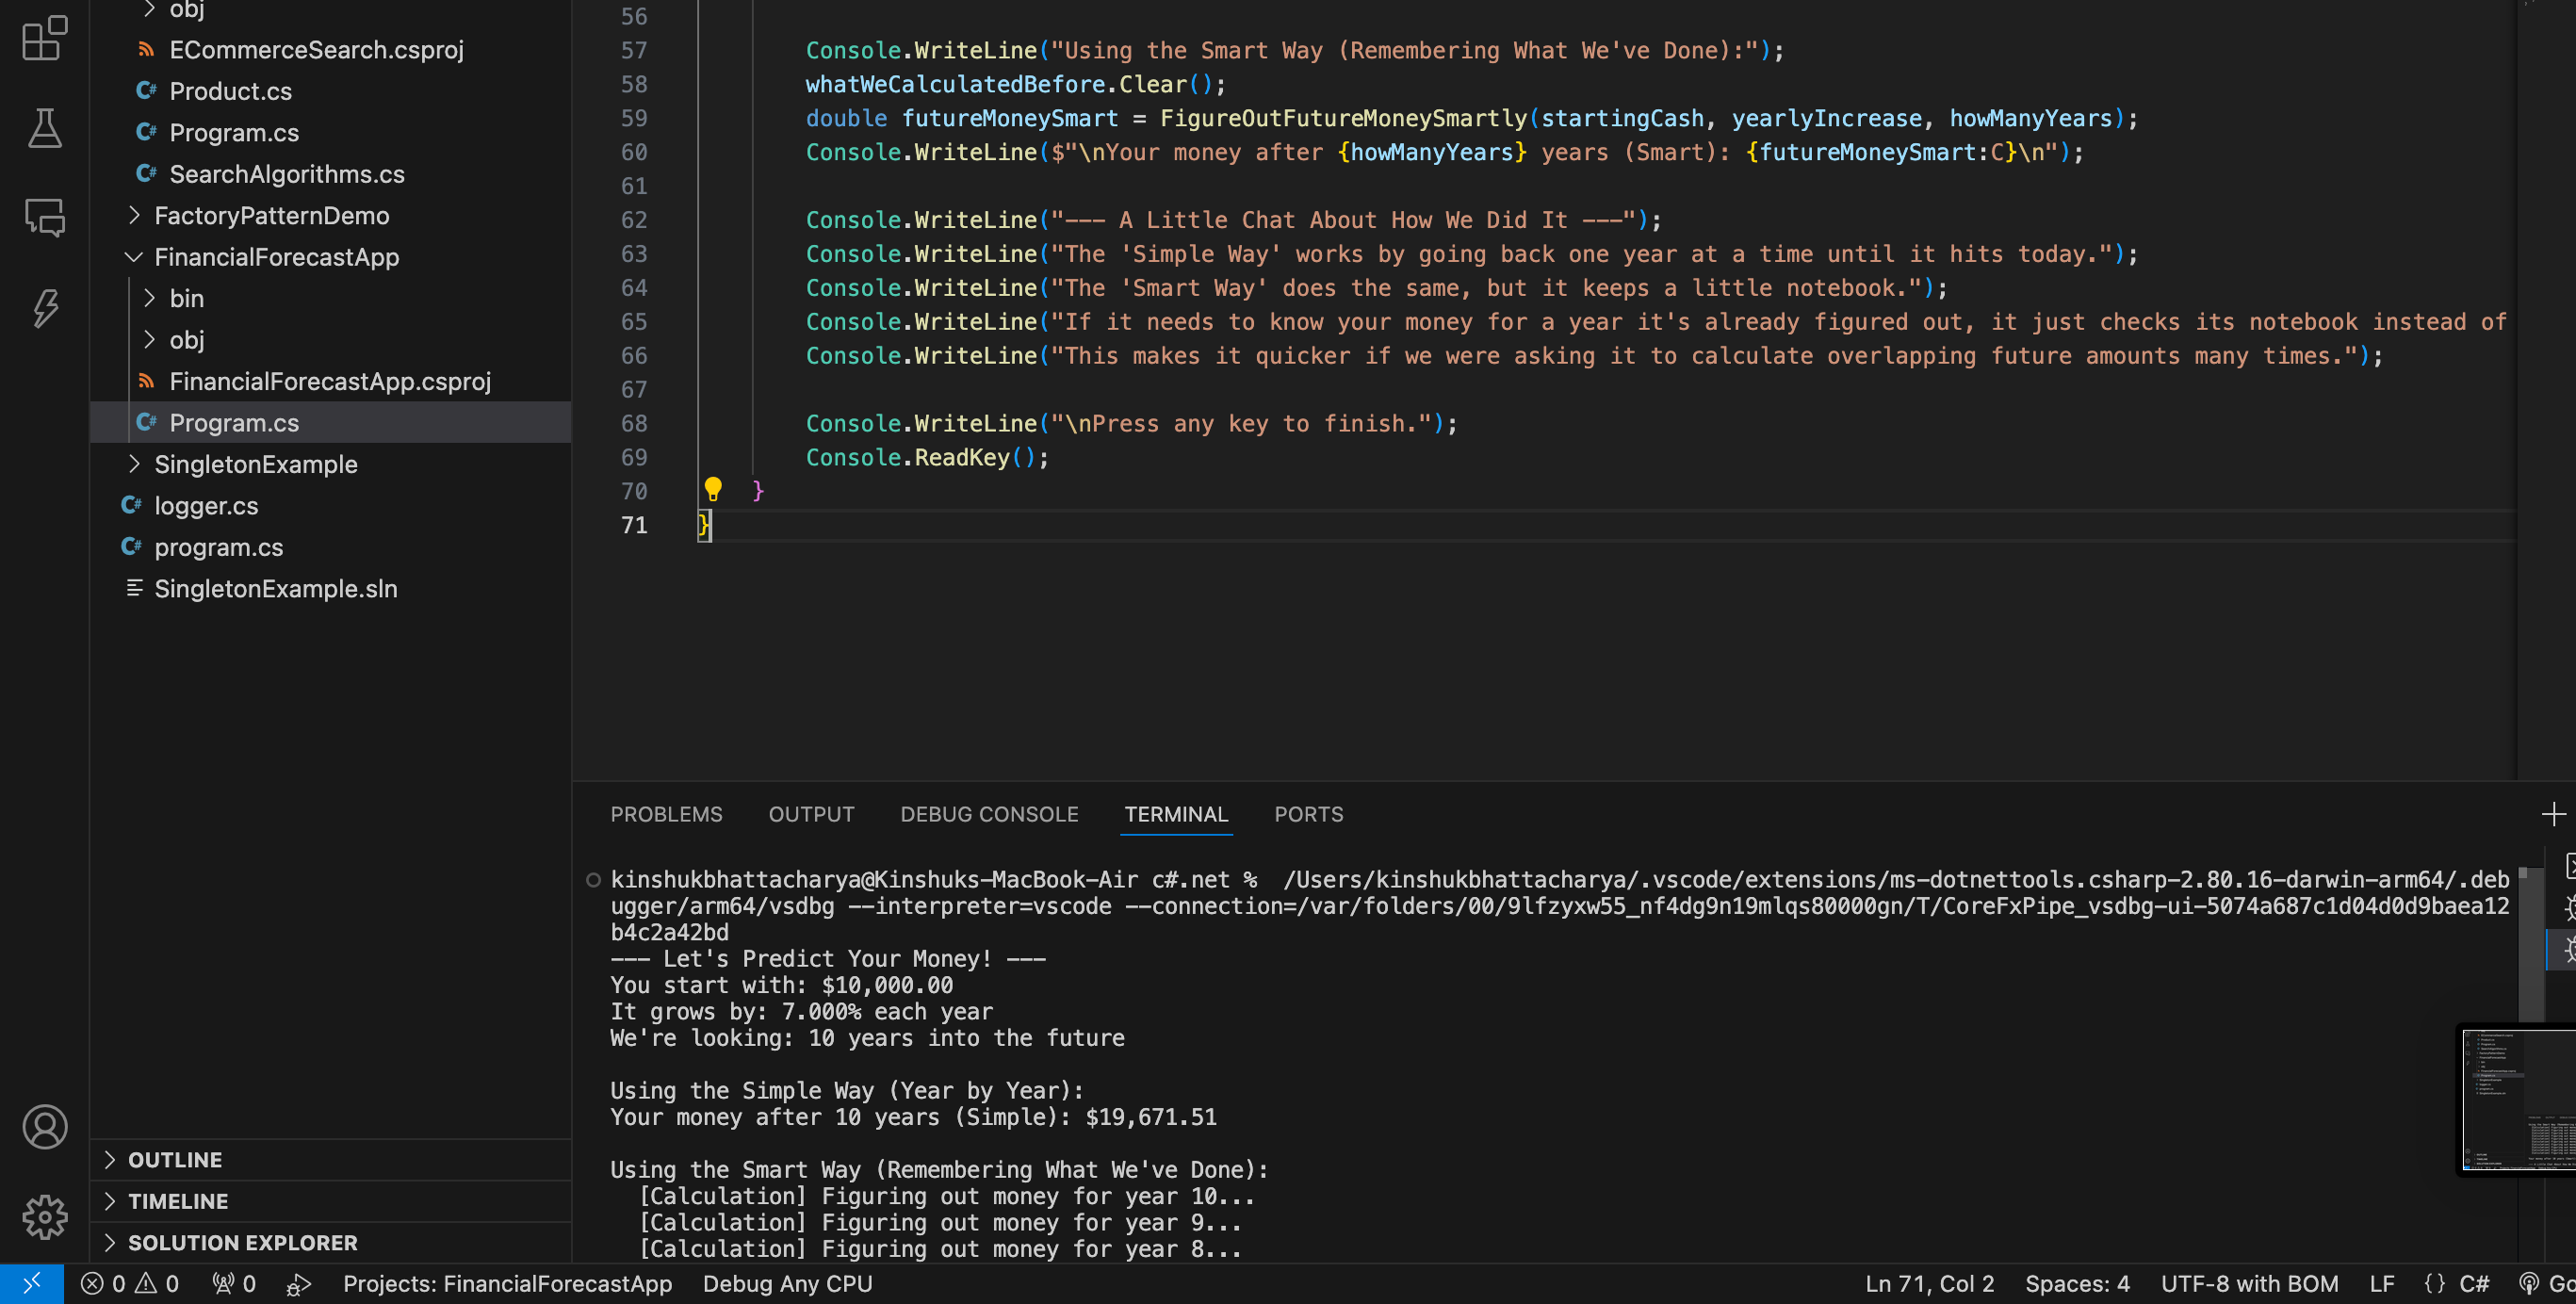 obj
ECommerceSearch.csproj
Product.cs
Program.cs
SearchAlgorithms.cs
FactoryPatternDemo
FinancialForecastApp
bin
obj
FinancialForecastApp.csproj
Program.cs
SingletonExample
logger.cs
program.cs
SingletonExample.sln
OUTLINE
TIMELINE
SOLUTION EXPLORER
56
57 Console.WriteLine("Using the Smart Way (Remembering What We've Done):");
58 whatWeCalculatedBefore.Clear();
59 double futureMoneySmart = FigureOutFutureMoneySmartly(startingCash, yearlyIncrease, howManyYears);
60 Console.WriteLine($"\nYour money after {howManyYears} years (Smart): {futureMoneySmart:C}\n");
61
62 Console.WriteLine("--- A Little Chat About How We Did It ---");
63 Console.WriteLine("The 'Simple Way' works by going back one year at a time until it hits today.");
64 Console.WriteLine("The 'Smart Way' does the same, but it keeps a little notebook.");
65 Console.WriteLine("If it needs to know your money for a year it's already figured out, it just checks its notebook instead of
66 Console.WriteLine("This makes it quicker if we were asking it to calculate overlapping future amounts many times.");
67
68 Console.WriteLine("\nPress any key to finish.");
69 Console.ReadKey();
70 }
71 }
PROBLEMS OUTPUT DEBUG CONSOLE TERMINAL PORTS
kinshukbhattacharya@Kinshuks-MacBook-Air c#.net % /Users/kinshukbhattacharya/.vscode/extensions/ms-dotnettools.csharp-2.80.16-darwin-arm64/.deb
ugger/arm64/vsdbg --interpreter=vscode --connection=/var/folders/00/9lfzyxw55_nf4dg9n19mlqs80000gn/T/CoreFxPipe_vsdbg-ui-5074a687c1d04d0d9baea12
b4c2a42bd
--- Let's Predict Your Money! ---
You start with: $10,000.00
It grows by: 7.000% each year
We're looking: 10 years into the future
Using the Simple Way (Year by Year):
Your money after 10 years (Simple): $19,671.51
Using the Smart Way (Remembering What We've Done):
[Calculation] Figuring out money for year 10...
[Calculation] Figuring out money for year 9...
[Calculation] Figuring out money for year 8...
0 0 0 Projects: FinancialForecastApp Debug Any CPU Ln 71, Col 2 Spaces: 4 UTF-8 with BOM LF {} C# Go